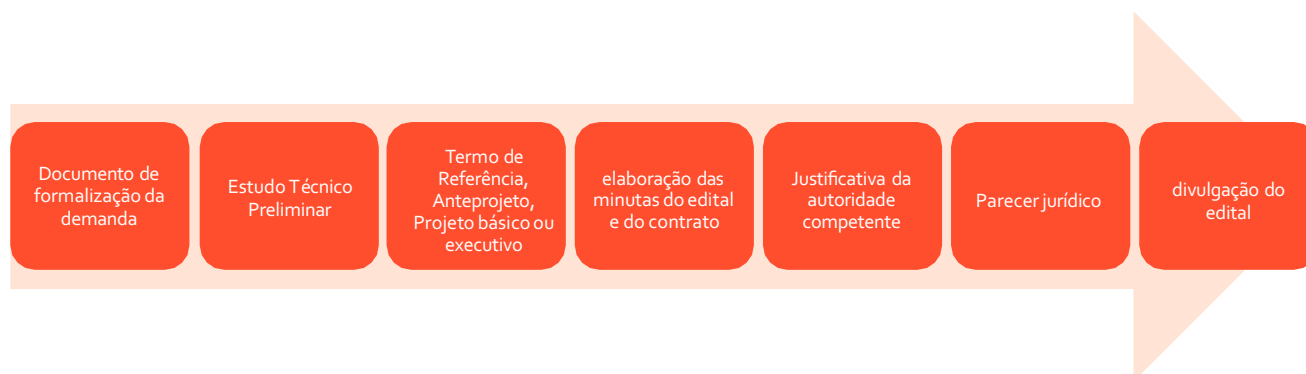 Documento de
formalização da
demanda
Estudo Técnico
Preliminar
Termo de
Referência,
Anteprojeto,
Projeto básico ou
executivo
elaboração das
minutas do edital
e do contrato
Justificativa da
autoridade
competente
Parecer jurídico
divulgação do
edital